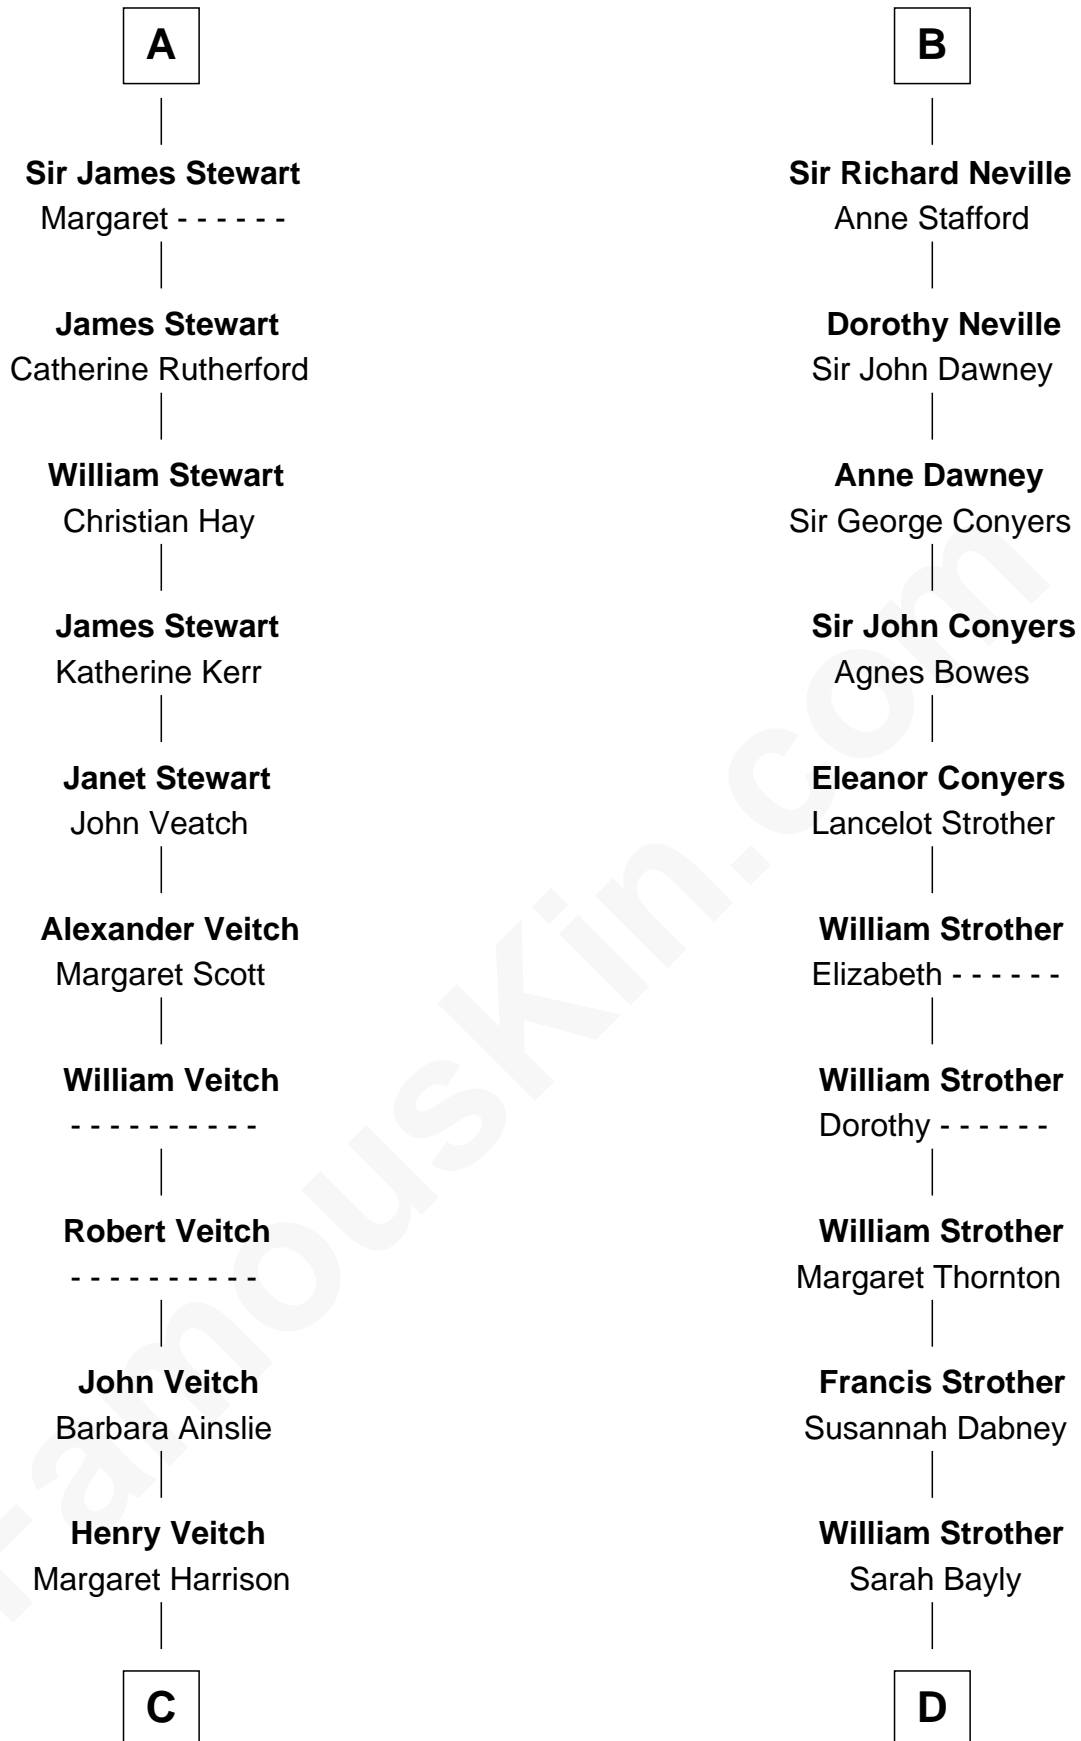 A
Sir James Stewart
Margaret - - - - - -
James Stewart
Catherine Rutherford
William Stewart
Christian Hay
James Stewart
Katherine Kerr
Janet Stewart
John Veatch
Alexander Veitch
Margaret Scott
William Veitch
- - - - - - - - - -
Robert Veitch
- - - - - - - - - -
John Veitch
Barbara Ainslie
Henry Veitch
Margaret Harrison
C
B
Sir Richard Neville
Anne Stafford
Dorothy Neville
Sir John Dawney
Anne Dawney
Sir George Conyers
Sir John Conyers
Agnes Bowes
Eleanor Conyers
Lancelot Strother
William Strother
Elizabeth - - - - - -
William Strother
Dorothy - - - - - -
William Strother
Margaret Thornton
Francis Strother
Susannah Dabney
William Strother
Sarah Bayly
D
FamousKin.com